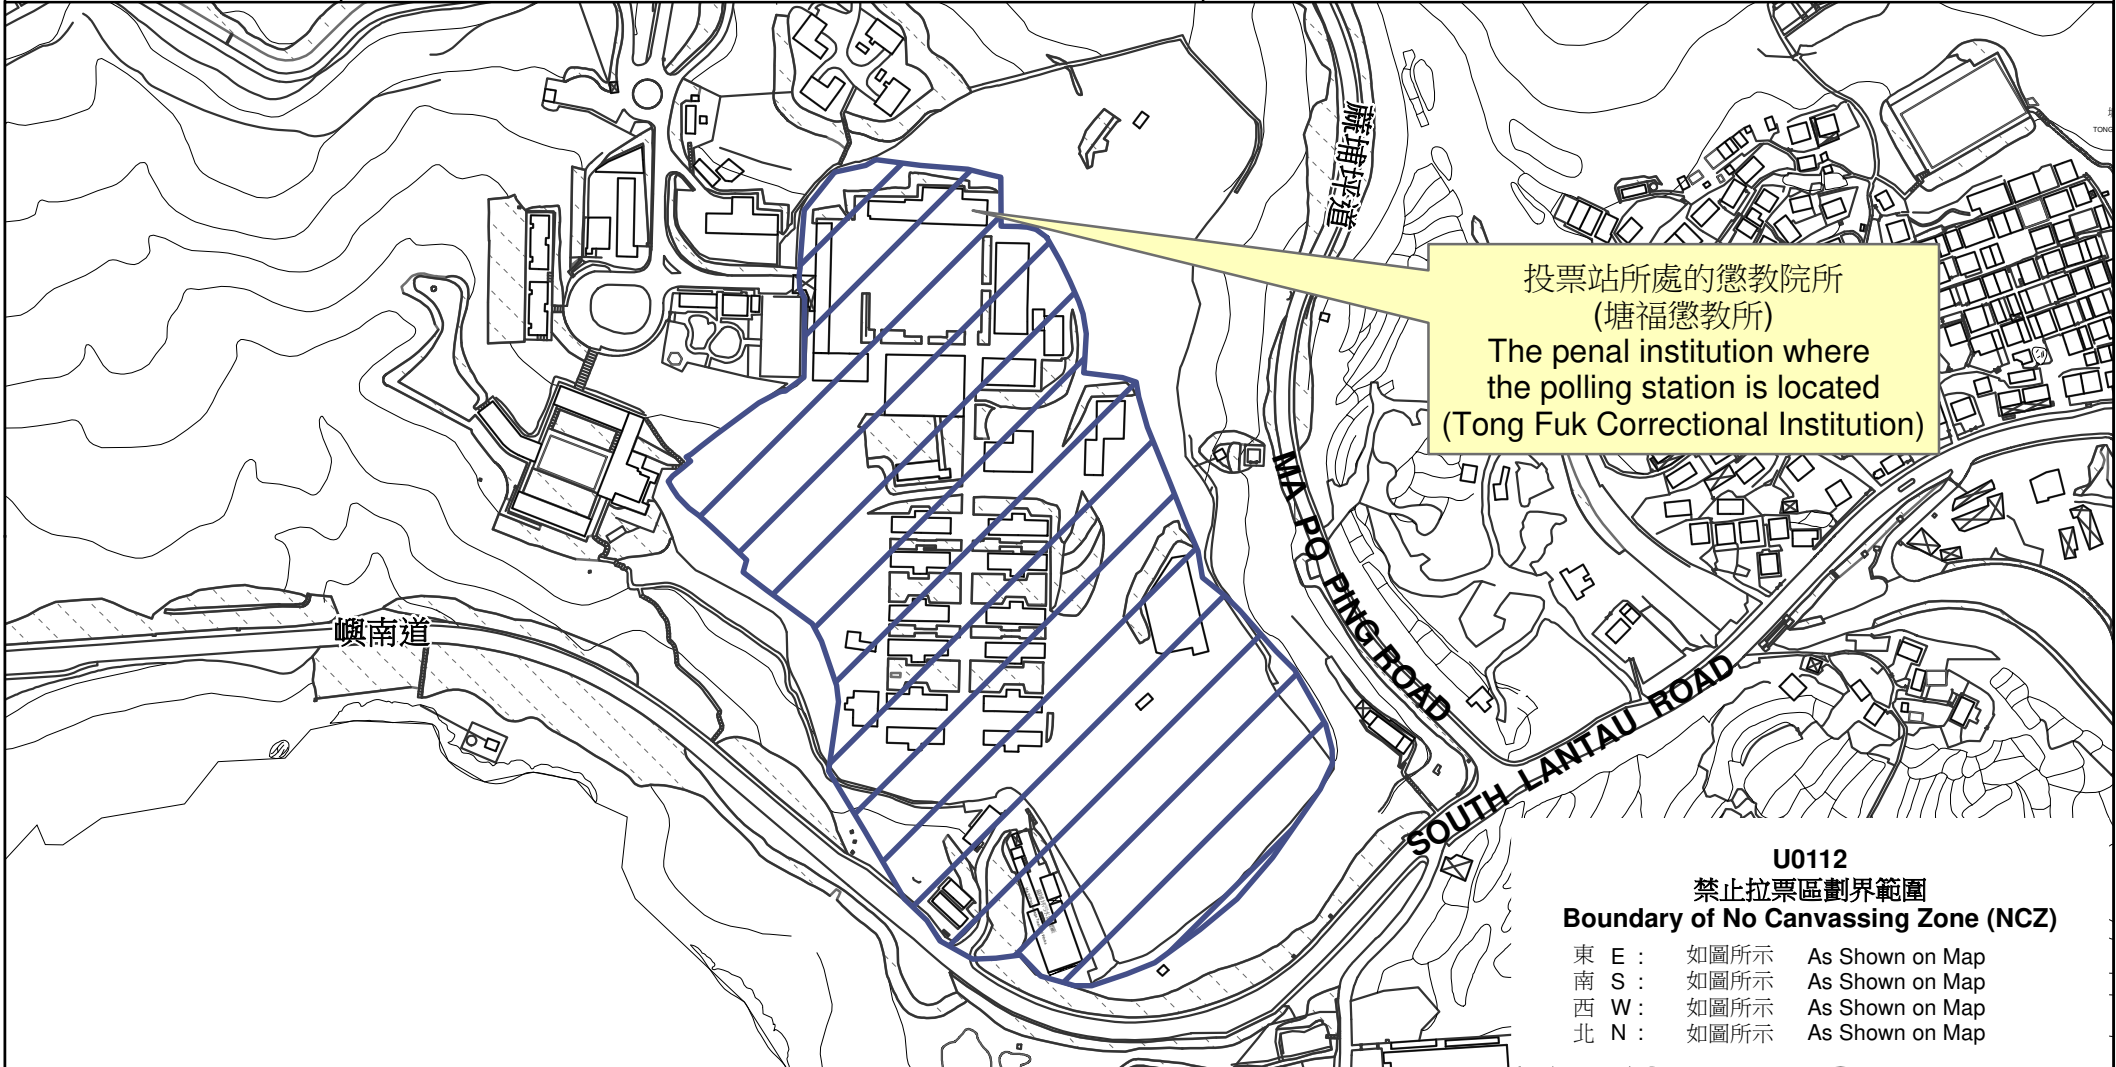 蔴埔坪道
投票站所處的懲教院所
(塘福懲教所)
The penal institution where
the polling station is located
(Tong Fuk Correctional Institution)
MA PO PING ROAD
嶼南道
SOUTH LANTAU ROAD
U0112
禁止拉票區劃界範圍
Boundary of No Canvassing Zone (NCZ)
東 E : 如圖所示 As Shown on Map
南 S : 如圖所示 As Shown on Map
西 W : 如圖所示 As Shown on Map
北 N : 如圖所示 As Shown on Map